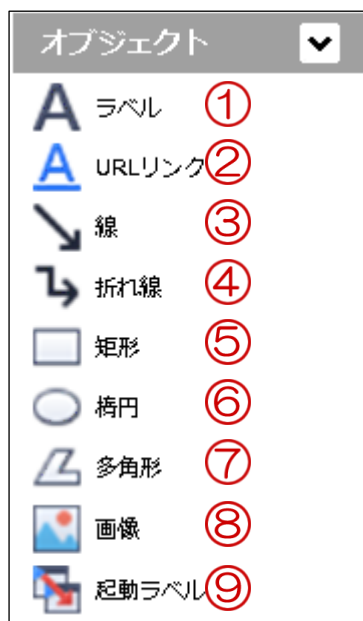 オブジェクト
ラベル ①
URLリンク ②
線 ③
折れ線 ④
矩形 ⑤
楕円 ⑥
多角形 ⑦
画像 ⑧
起動ラベル ⑨